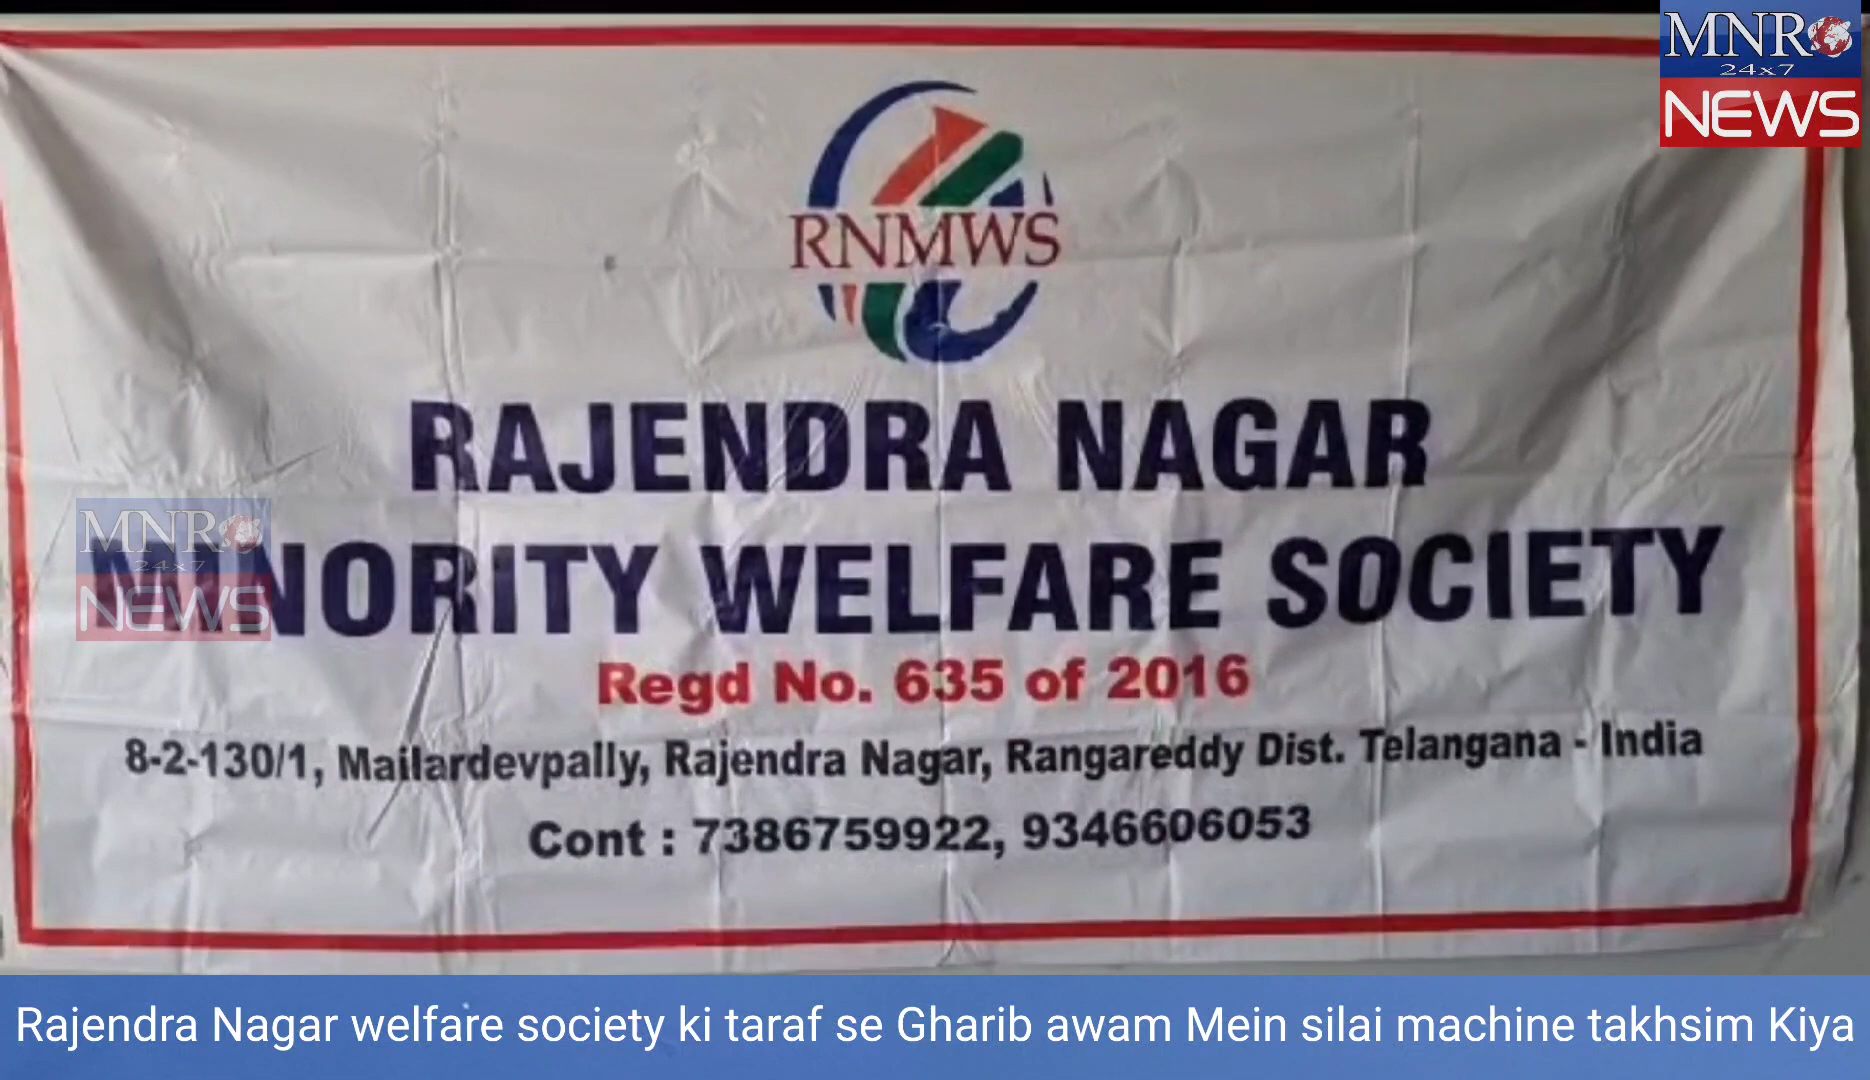 MNR
24x7
NEWS
RNMWS
RAJENDRA NAGAR
MINORITY WELFARE SOCIETY
MNR
24x7
NEWS
Regd No. 635 of 2016
8-2-130/1, Mailardevpally, Rajendra Nagar, Rangareddy Dist. Telangana - India
Cont : 7386759922, 9346606053
Rajendra Nagar welfare society ki taraf se Gharib awam Mein silai machine takhsim Kiya